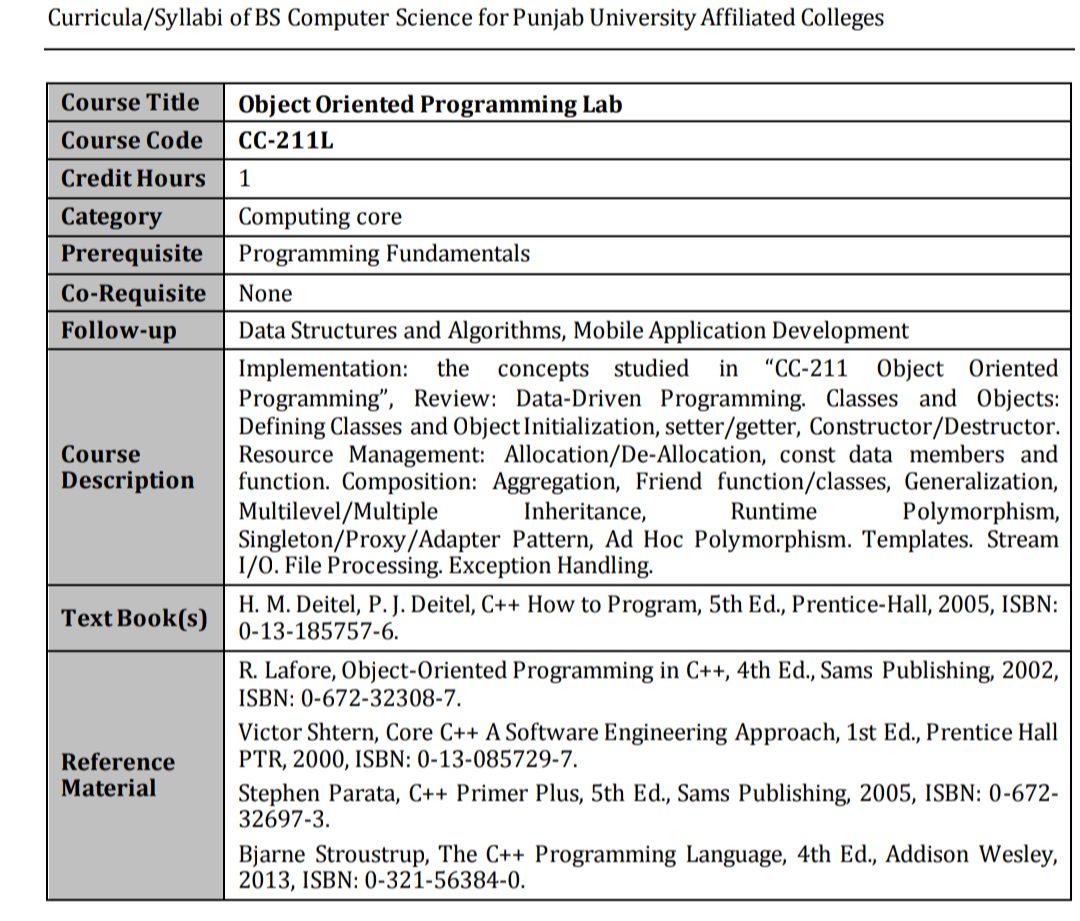 Curricula/Syllabi of BS Computer Science for Punjab University Affiliated Colleges
Course Title Object Oriented Programming Lab
Course Code CC-211L
Credit Hours 1
Category Computing core
Prerequisite Programming Fundamentals
Co-Requisite None
Follow-up Data Structures and Algorithms, Mobile Application Development
Course Description
Implementation: the concepts studied in “CC-211 Object Oriented
Programming”, Review: Data-Driven Programming. Classes and Objects:
Defining Classes and Object Initialization, setter/getter, Constructor/Destructor.
Resource Management: Allocation/De-Allocation, const data members and
function. Composition: Aggregation, Friend function/classes, Generalization,
Multilevel/Multiple Inheritance, Runtime Polymorphism,
Singleton/Proxy/Adapter Pattern, Ad Hoc Polymorphism. Templates. Stream
I/O. File Processing. Exception Handling.
Text Book(s)
H. M. Deitel, P. J. Deitel, C++ How to Program, 5th Ed., Prentice-Hall, 2005, ISBN:
0-13-185757-6.
Reference Material
R. Lafore, Object-Oriented Programming in C++, 4th Ed., Sams Publishing, 2002,
ISBN: 0-672-32308-7.
Victor Shtern, Core C++ A Software Engineering Approach, 1st Ed., Prentice Hall
PTR, 2000, ISBN: 0-13-085729-7.
Stephen Parata, C++ Primer Plus, 5th Ed., Sams Publishing, 2005, ISBN: 0-672-
32697-3.
Bjarne Stroustrup, The C++ Programming Language, 4th Ed., Addison Wesley,
2013, ISBN: 0-321-56384-0.